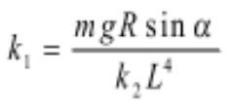 k₁ = mgR sin α / k₂L⁴